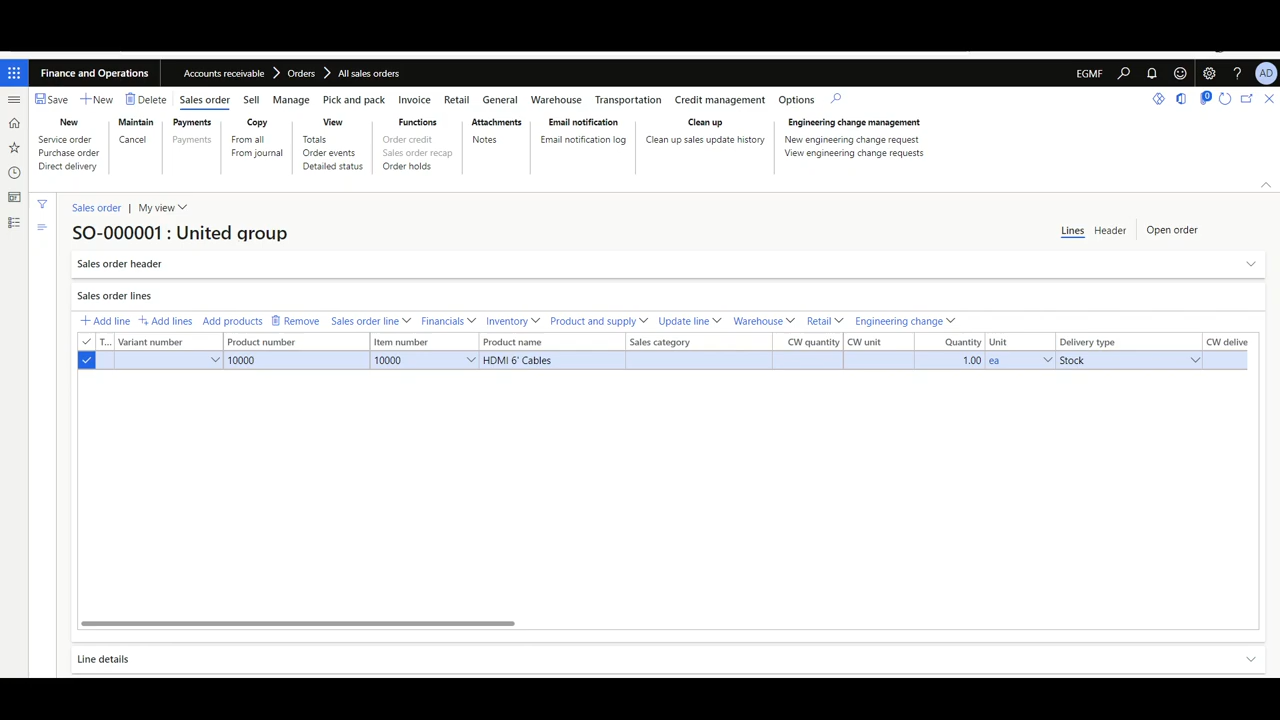 Finance and Operations Accounts receivable Orders All sales orders EGMF ? AD
Save New Delete Sales order Sell Manage Pick and pack Invoice Retail General Warehouse Transportation Credit management Options 0
New Maintain Payments Copy View Functions Attachments Email notification Clean up Engineering change management
Service order Cancel Payments From all Totals Order credit Notes Email notification log Clean up sales update history New engineering change request
Purchase order From journal Order events Sales order recap View engineering change requests
Direct delivery Detailed status Order holds
Sales order | My view
SO-000001 : United group Lines Header Open order
Sales order header
Sales order lines
Add line Add lines Add products Remove Sales order line Financials Inventory Product and supply Update line Warehouse Retail Engineering change
T... Variant number Product number Item number Product name Sales category CW quantity CW unit Quantity Unit Delivery type CW delive
10000 10000 HDMI 6' Cables 1.00 ea Stock
Line details